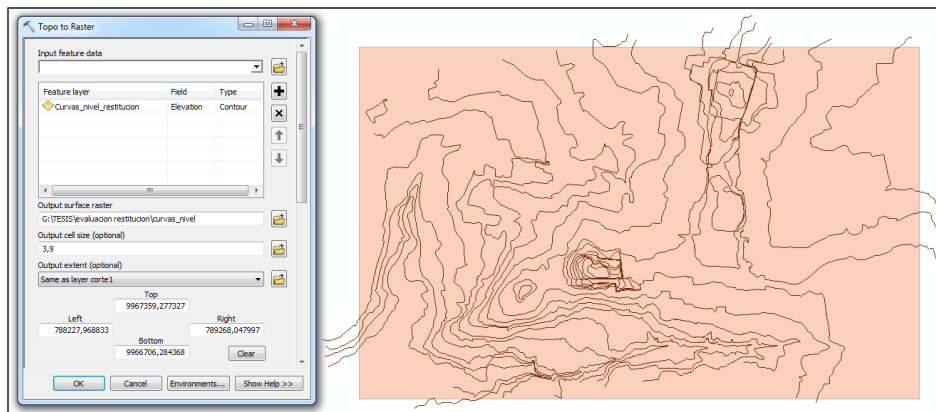 Topo to Raster
Input feature data
Feature layer Field Type
Curvas_nivel_restitucion Elevation Contour
Output surface raster
G:\TESIS\evaluacion restitucion\curvas_nivel
Output cell size (optional)
3,9
Output extent (optional)
Same as layer corte1
Top
9967359,277327
Left Right
788227,968833 789268,047997
Bottom
9966706,284368
Clear
OK Cancel Environments... Show Help >>